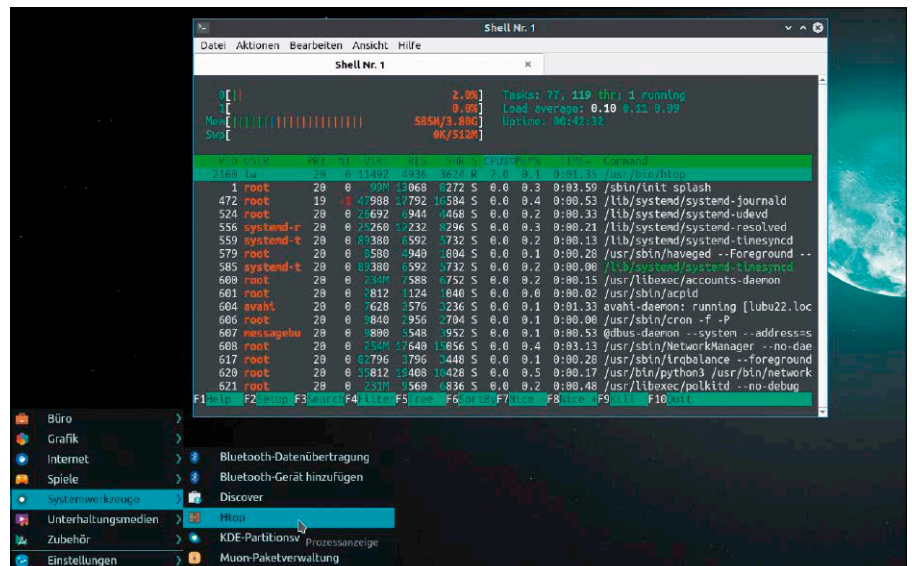 Shell Nr. 1
Datei Aktionen Bearbeiten Ansicht Hilfe
Shell Nr. 1
0[|| 2.0%] Tasks: 77, 119 thr; 1 running
1[ 0.0%] Load average: 0.10 0.11 0.09
Mem[ 585M/3.80G] Uptime: 00:42:32
Swp[ 0K/512M]
PID USER PRI NI VIRT RES SHR S CPU% MEM% TIME+ Command
2160 lw 20 0 11492 4936 3624 R 2.0 0.1 0:01.35 /usr/bin/htop
1 root 20 0 99M 13068 8272 S 0.0 0.3 0:03.59 /sbin/init splash
472 root 19 -1 47988 17792 16584 S 0.0 0.4 0:00.53 /lib/systemd/systemd-journald
524 root 20 0 26692 6944 4468 S 0.0 0.2 0:00.33 /lib/systemd/systemd-udevd
556 systemd-r 20 0 25260 12232 8296 S 0.0 0.3 0:00.21 /lib/systemd/systemd-resolved
559 systemd-t 20 0 89380 6592 5732 S 0.0 0.2 0:00.13 /lib/systemd/systemd-timesyncd
579 root 20 0 8580 4940 1804 S 0.0 0.1 0:00.28 /usr/sbin/haveged --Foreground --
585 systemd-t 20 0 89380 6592 5732 S 0.0 0.2 0:00.00 /lib/systemd/systemd-timesyncd
600 root 20 0 234M 7588 6752 S 0.0 0.2 0:00.15 /usr/libexec/accounts-daemon
601 root 20 0 2812 1124 1040 S 0.0 0.0 0:00.02 /usr/sbin/acpid
604 avahi 20 0 7628 3576 3236 S 0.0 0.1 0:01.33 avahi-daemon: running [lubu22.loc
606 root 20 0 9840 2956 2704 S 0.0 0.1 0:00.00 /usr/sbin/cron -f -P
607 messagebu 20 0 9800 5548 3952 S 0.0 0.1 0:00.53 @dbus-daemon --system --address=s
608 root 20 0 254M 17640 15056 S 0.0 0.4 0:03.13 /usr/sbin/NetworkManager --no-dae
617 root 20 0 82796 3796 3448 S 0.0 0.1 0:00.28 /usr/sbin/irqbalance --foreground
620 root 20 0 35812 19408 10428 S 0.0 0.5 0:00.17 /usr/bin/python3 /usr/bin/network
621 root 20 0 231M 9560 6836 S 0.0 0.2 0:00.48 /usr/libexec/polkitd --no-debug
F1Help F2Setup F3Search F4Filter F5Tree F6SortBy F7Nice - F8Nice + F9Kill F10Quit
Büro
Grafik
Internet
Spiele
Systemwerkzeuge
Unterhaltungsmedien
Zubehör
Einstellungen
Bluetooth-Datenübertragung
Bluetooth-Gerät hinzufügen
Discover
Htop
KDE-Partitionsv
Prozessanzeige
Muon-Paketverwaltung